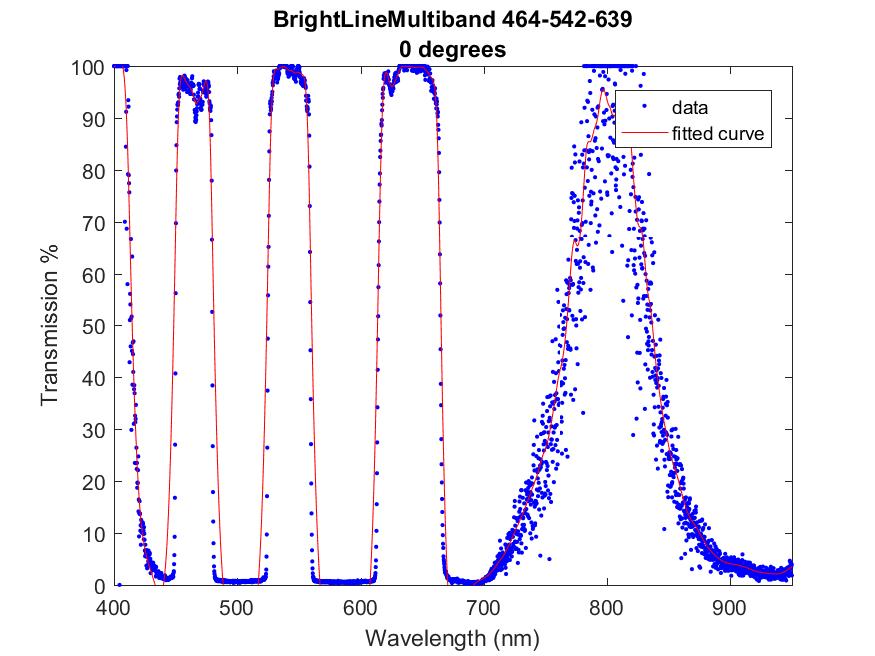 BrightLineMultiband 464-542-639
0 degrees
100
90
80
70
60
50
40
30
20
10
0
Transmission %
data
fitted curve
400 500 600 700 800 900
Wavelength (nm)